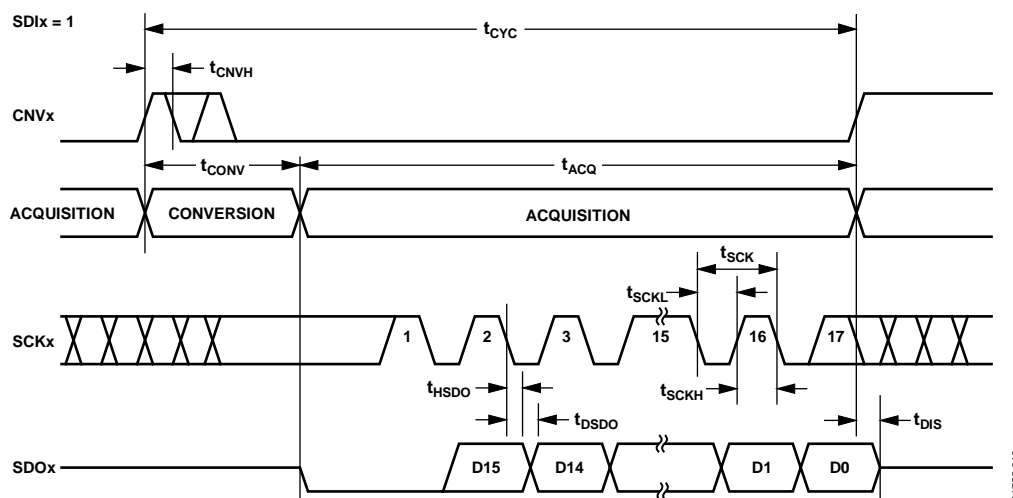 SDIx = 1
tCYC
tCNVH
CNVx
tCONV
tACQ
ACQUISITION
CONVERSION
ACQUISITION
tSCK
tSCKL
SCKx
1
2
3
15
16
17
tHSDO
tDSDO
tSCKH
tDIS
SDOx
D15
D14
D1
D0